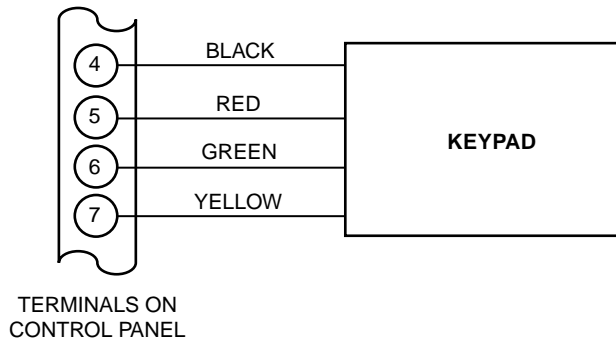 4
BLACK
5
RED
6
GREEN
7
YELLOW
KEYPAD
TERMINALS ON
CONTROL PANEL